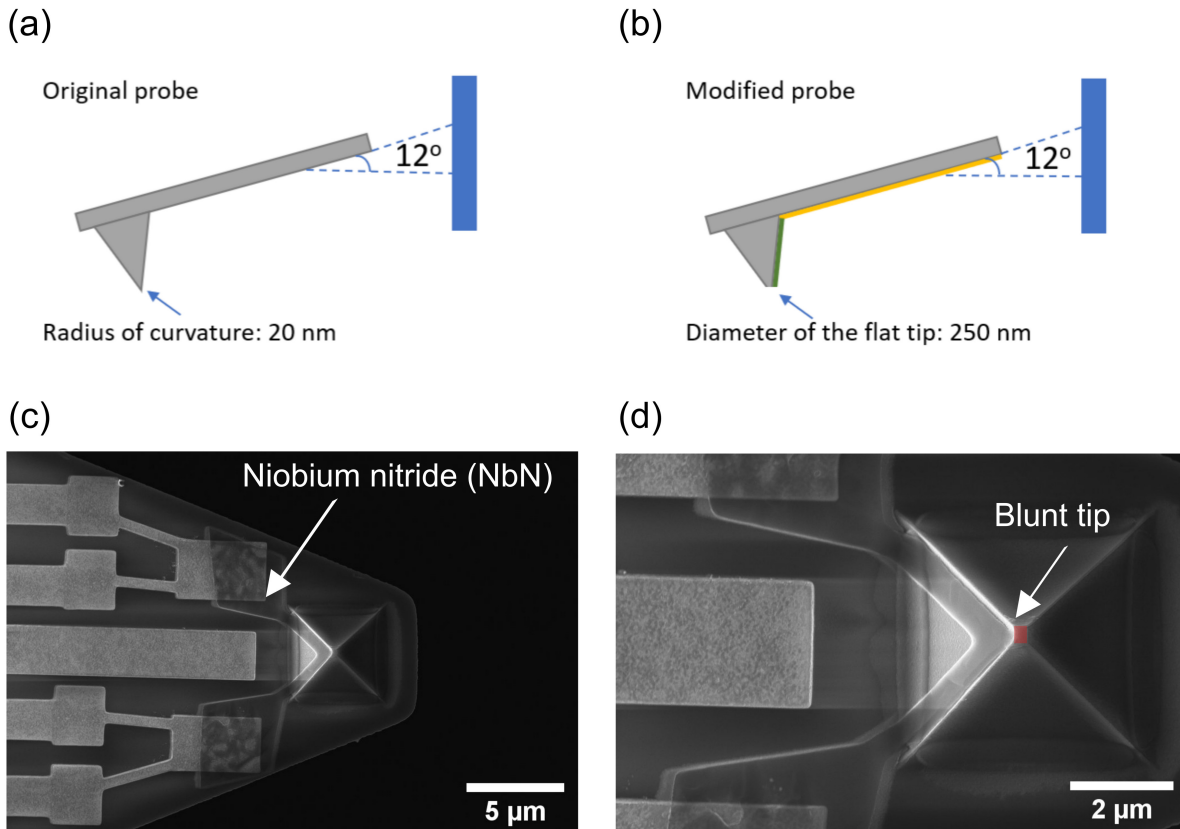 (a)
Original probe
12°
Radius of curvature: 20 nm
(b)
Modified probe
12°
Diameter of the flat tip: 250 nm
(c)
Niobium nitride (NbN)
5 µm
(d)
Blunt tip
2 µm